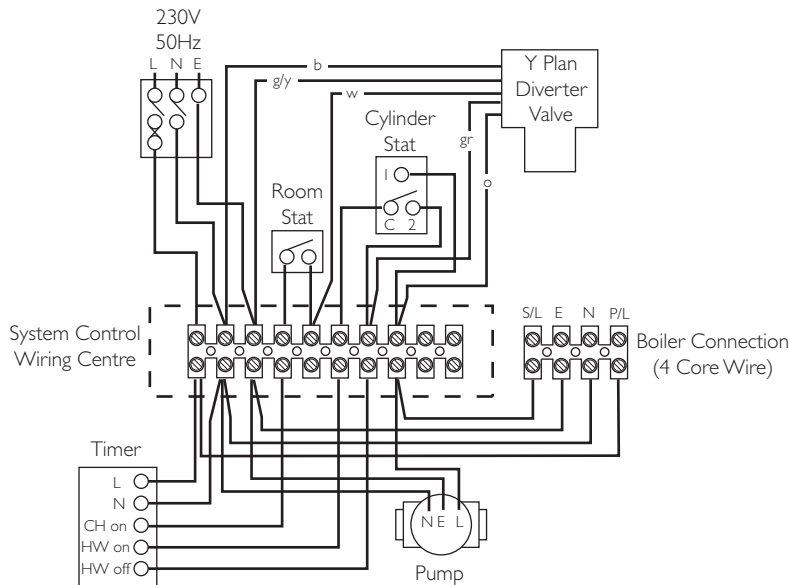 230V
50Hz
L N E
b
g/y
w
Y Plan
Diverter
Valve
Cylinder
Stat
gr
o
1
C 2
Room
Stat
System Control
Wiring Centre
S/L E N P/L
Boiler Connection
(4 Core Wire)
Timer
L
N
CH on
HW on
HW off
N E L
Pump